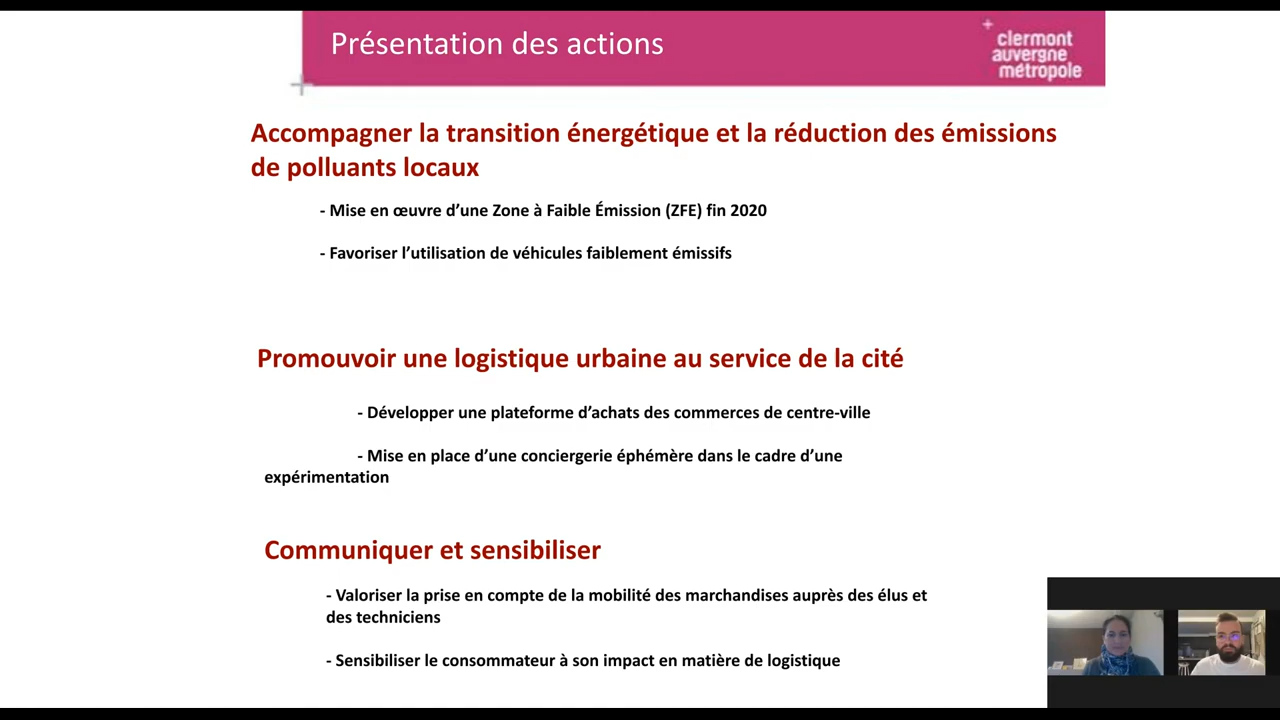 Présentation des actions
clermont
auvergne
métropole
Accompagner la transition énergétique et la réduction des émissions
de polluants locaux
- Mise en œuvre d’une Zone à Faible Émission (ZFE) fin 2020
- Favoriser l’utilisation de véhicules faiblement émissifs
Promouvoir une logistique urbaine au service de la cité
- Développer une plateforme d’achats des commerces de centre-ville
- Mise en place d’une conciergerie éphémère dans le cadre d’une
expérimentation
Communiquer et sensibiliser
- Valoriser la prise en compte de la mobilité des marchandises auprès des élus et
des techniciens
- Sensibiliser le consommateur à son impact en matière de logistique